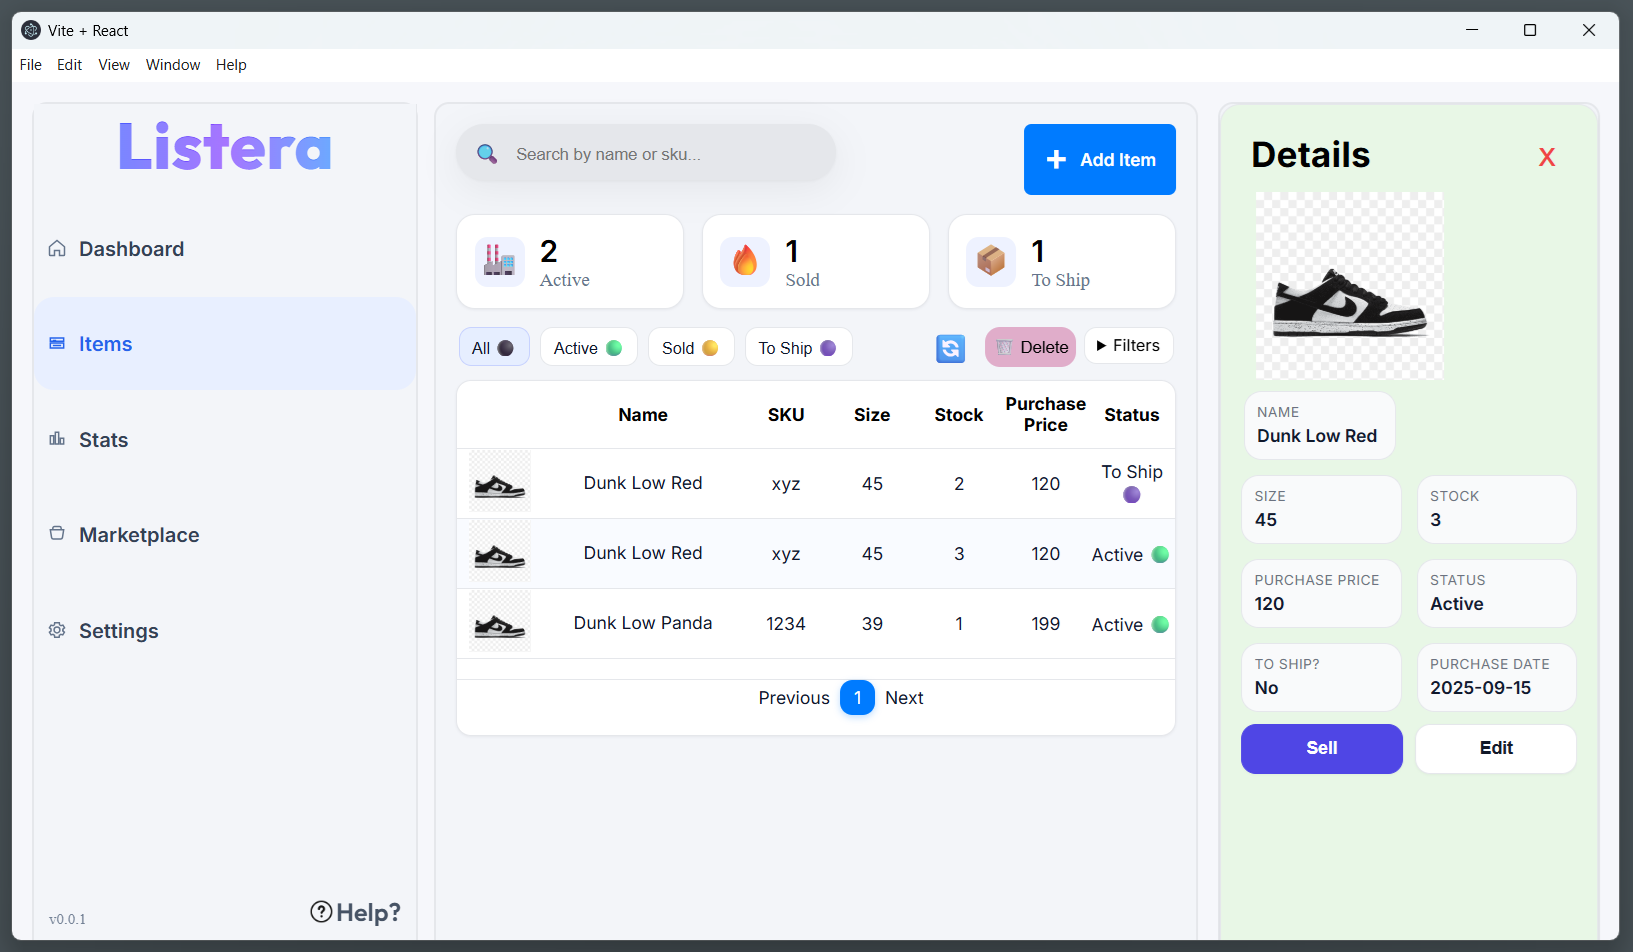 Vite + React
File Edit View Window Help
Listera
Dashboard
Items
Stats
Marketplace
Settings
v0.0.1
Help?
Search by name or sku...
Add Item
2
Active
1
Sold
1
To Ship
All
Active
Sold
To Ship
Delete
Filters
Name SKU Size Stock Purchase Price Status
Dunk Low Red xyz 45 2 120 To Ship
Dunk Low Red xyz 45 3 120 Active
Dunk Low Panda 1234 39 1 199 Active
Previous 1 Next
Details X
NAME
Dunk Low Red
SIZE
45
STOCK
3
PURCHASE PRICE
120
STATUS
Active
TO SHIP?
No
PURCHASE DATE
2025-09-15
Sell
Edit